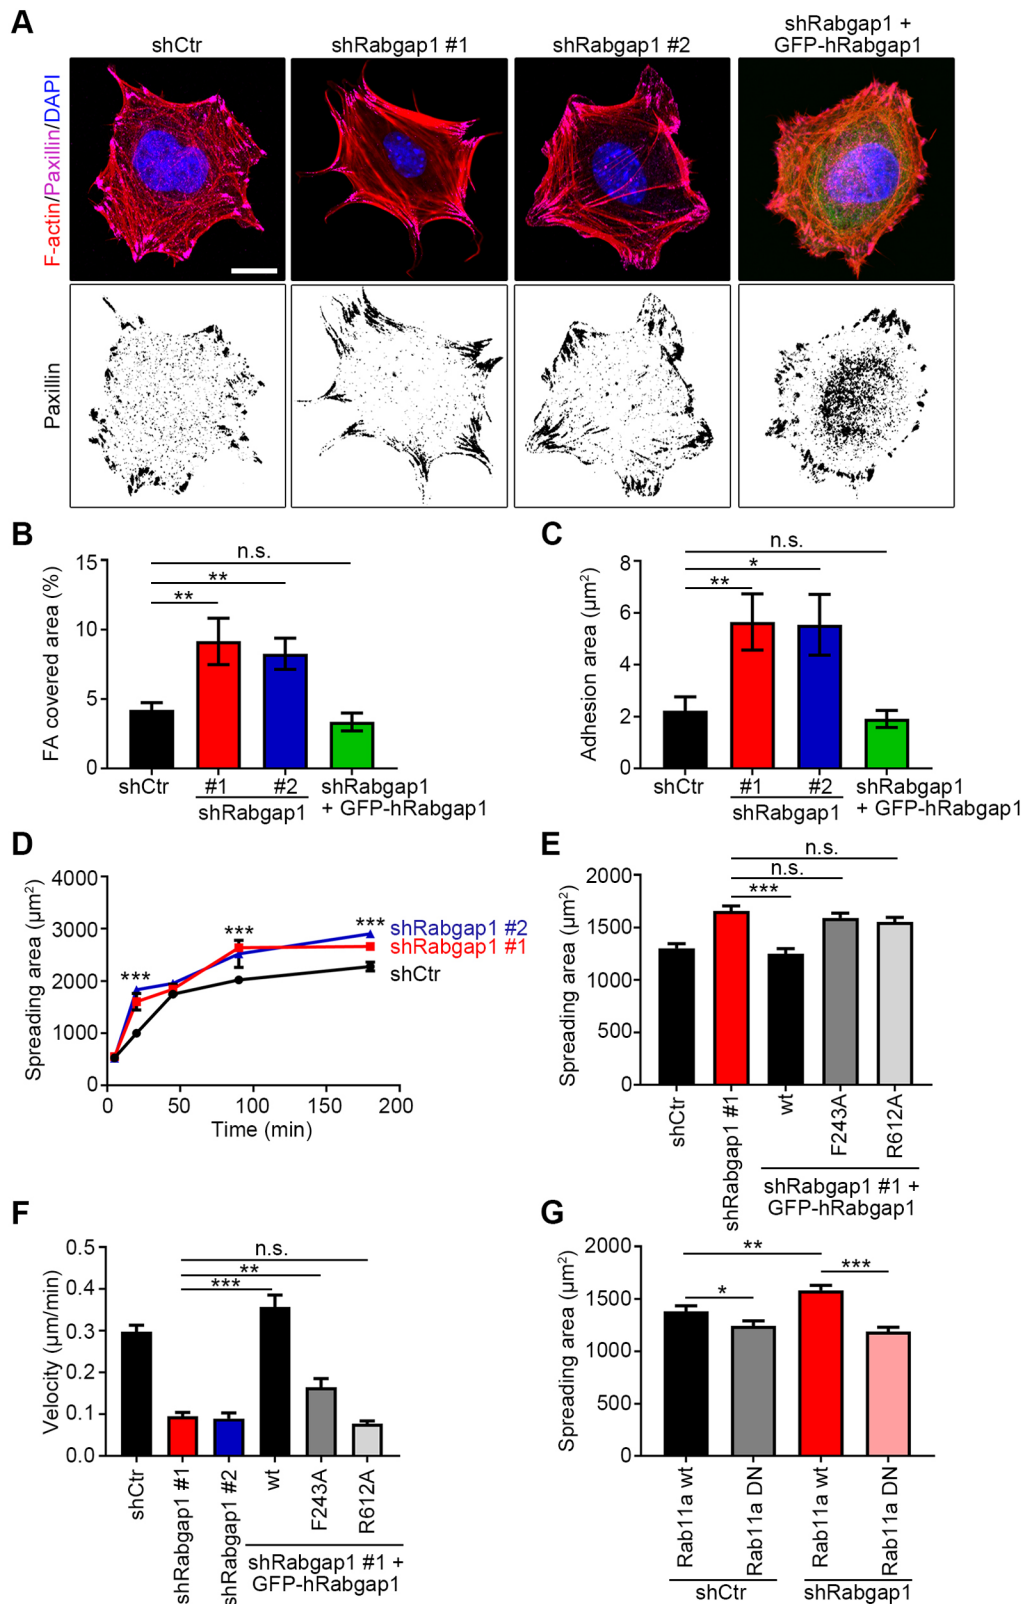 A
shCtr
shRabgap1 #1
shRabgap1 #2
shRabgap1 +
GFP-hRabgap1
F-actin/Paxillin/DAPI
Paxillin
B
FA covered area (%)
15
10
5
0
n.s.
**
**
shCtr
#1
#2
shRabgap1
shRabgap1
+ GFP-hRabgap1
C
Adhesion area (µm²)
8
6
4
2
0
n.s.
*
**
shCtr
#1
#2
shRabgap1
shRabgap1
+ GFP-hRabgap1
D
Spreading area (µm²)
4000
3000
2000
1000
0
***
***
***
shRabgap1 #2
shRabgap1 #1
shCtr
0
50
100
150
200
Time (min)
E
Spreading area (µm²)
2000
1500
1000
500
0
n.s.
n.s.
***
shCtr
shRabgap1 #1
wt
F243A
R612A
shRabgap1 #1 +
GFP-hRabgap1
F
Velocity (µm/min)
0.5
0.4
0.3
0.2
0.1
0.0
n.s.
**
***
shCtr
shRabgap1 #1
shRabgap1 #2
wt
F243A
R612A
shRabgap1 #1 +
GFP-hRabgap1
G
Spreading area (µm²)
2000
1500
1000
500
0
**
***
*
Rab11a wt
Rab11a DN
Rab11a wt
Rab11a DN
shCtr
shRabgap1